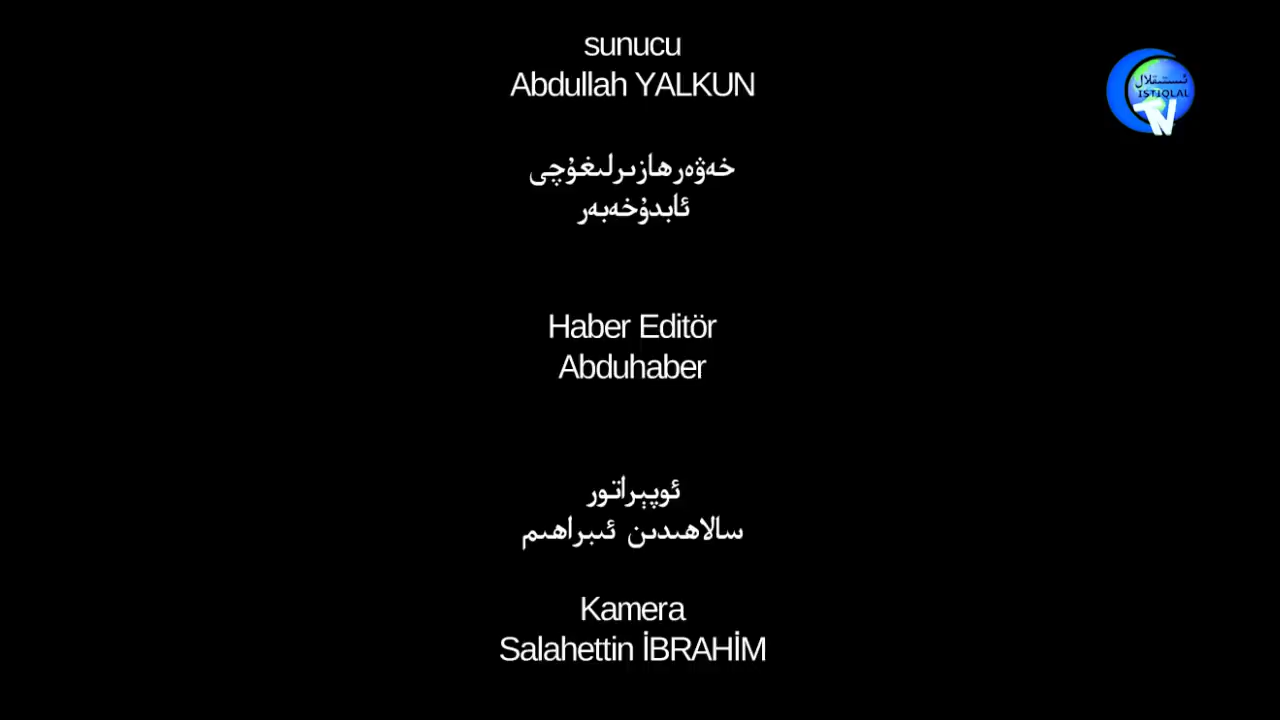 sunucu
Abdullah YALKUN
ئىستىقلال
ISTIQLAL
TV
خەۋەرھازىرلىغۇچى
ئابدۇخەبەر
Haber Editör
Abduhaber
ئوپېراتور
سالاھىدىن ئىبراھىم
Kamera
Salahettin İBRAHİM